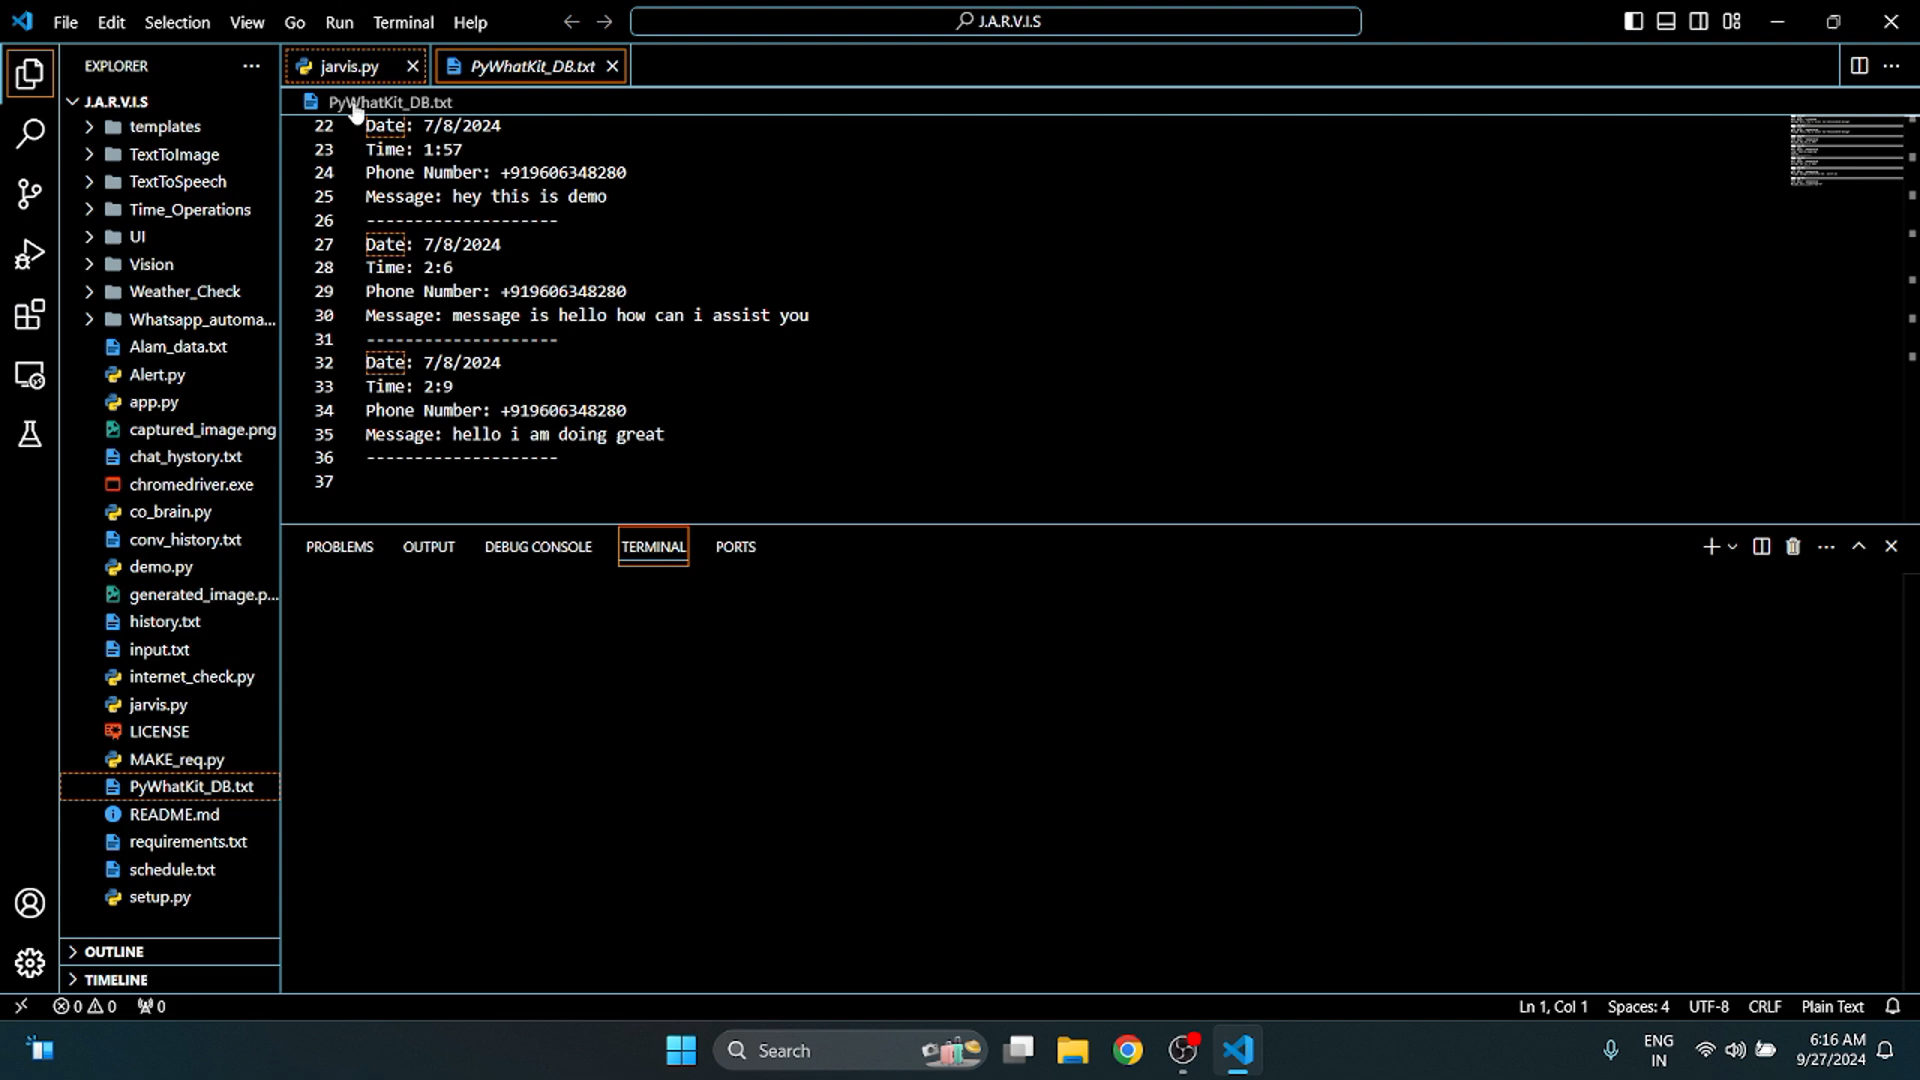 File Edit Selection View Go Run Terminal Help
J.A.R.V.I.S
EXPLORER
J.A.R.V.I.S
templates
TextToImage
TextToSpeech
Time_Operations
UI
Vision
Weather_Check
Whatsapp_automa...
Alam_data.txt
Alert.py
app.py
captured_image.png
chat_hystory.txt
chromedriver.exe
co_brain.py
conv_history.txt
demo.py
generated_image.p...
history.txt
input.txt
internet_check.py
jarvis.py
LICENSE
MAKE_req.py
PyWhatKit_DB.txt
README.md
requirements.txt
schedule.txt
setup.py
OUTLINE
TIMELINE
jarvis.py PyWhatKit_DB.txt
PyWhatKit_DB.txt
22 Date: 7/8/2024
23 Time: 1:57
24 Phone Number: +919606348280
25 Message: hey this is demo
26 --------------------
27 Date: 7/8/2024
28 Time: 2:6
29 Phone Number: +919606348280
30 Message: message is hello how can i assist you
31 --------------------
32 Date: 7/8/2024
33 Time: 2:9
34 Phone Number: +919606348280
35 Message: hello i am doing great
36 --------------------
37
PROBLEMS OUTPUT DEBUG CONSOLE TERMINAL PORTS
0 0 0
Ln 1, Col 1 Spaces: 4 UTF-8 CRLF Plain Text
Search
ENG
IN
6:16 AM
9/27/2024